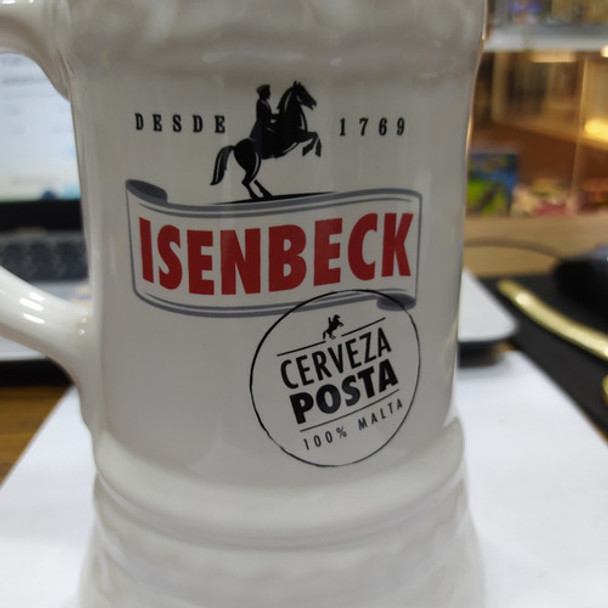 DESDE 1769
ISENBECK
CERVEZA
POSTA
100% MALTA